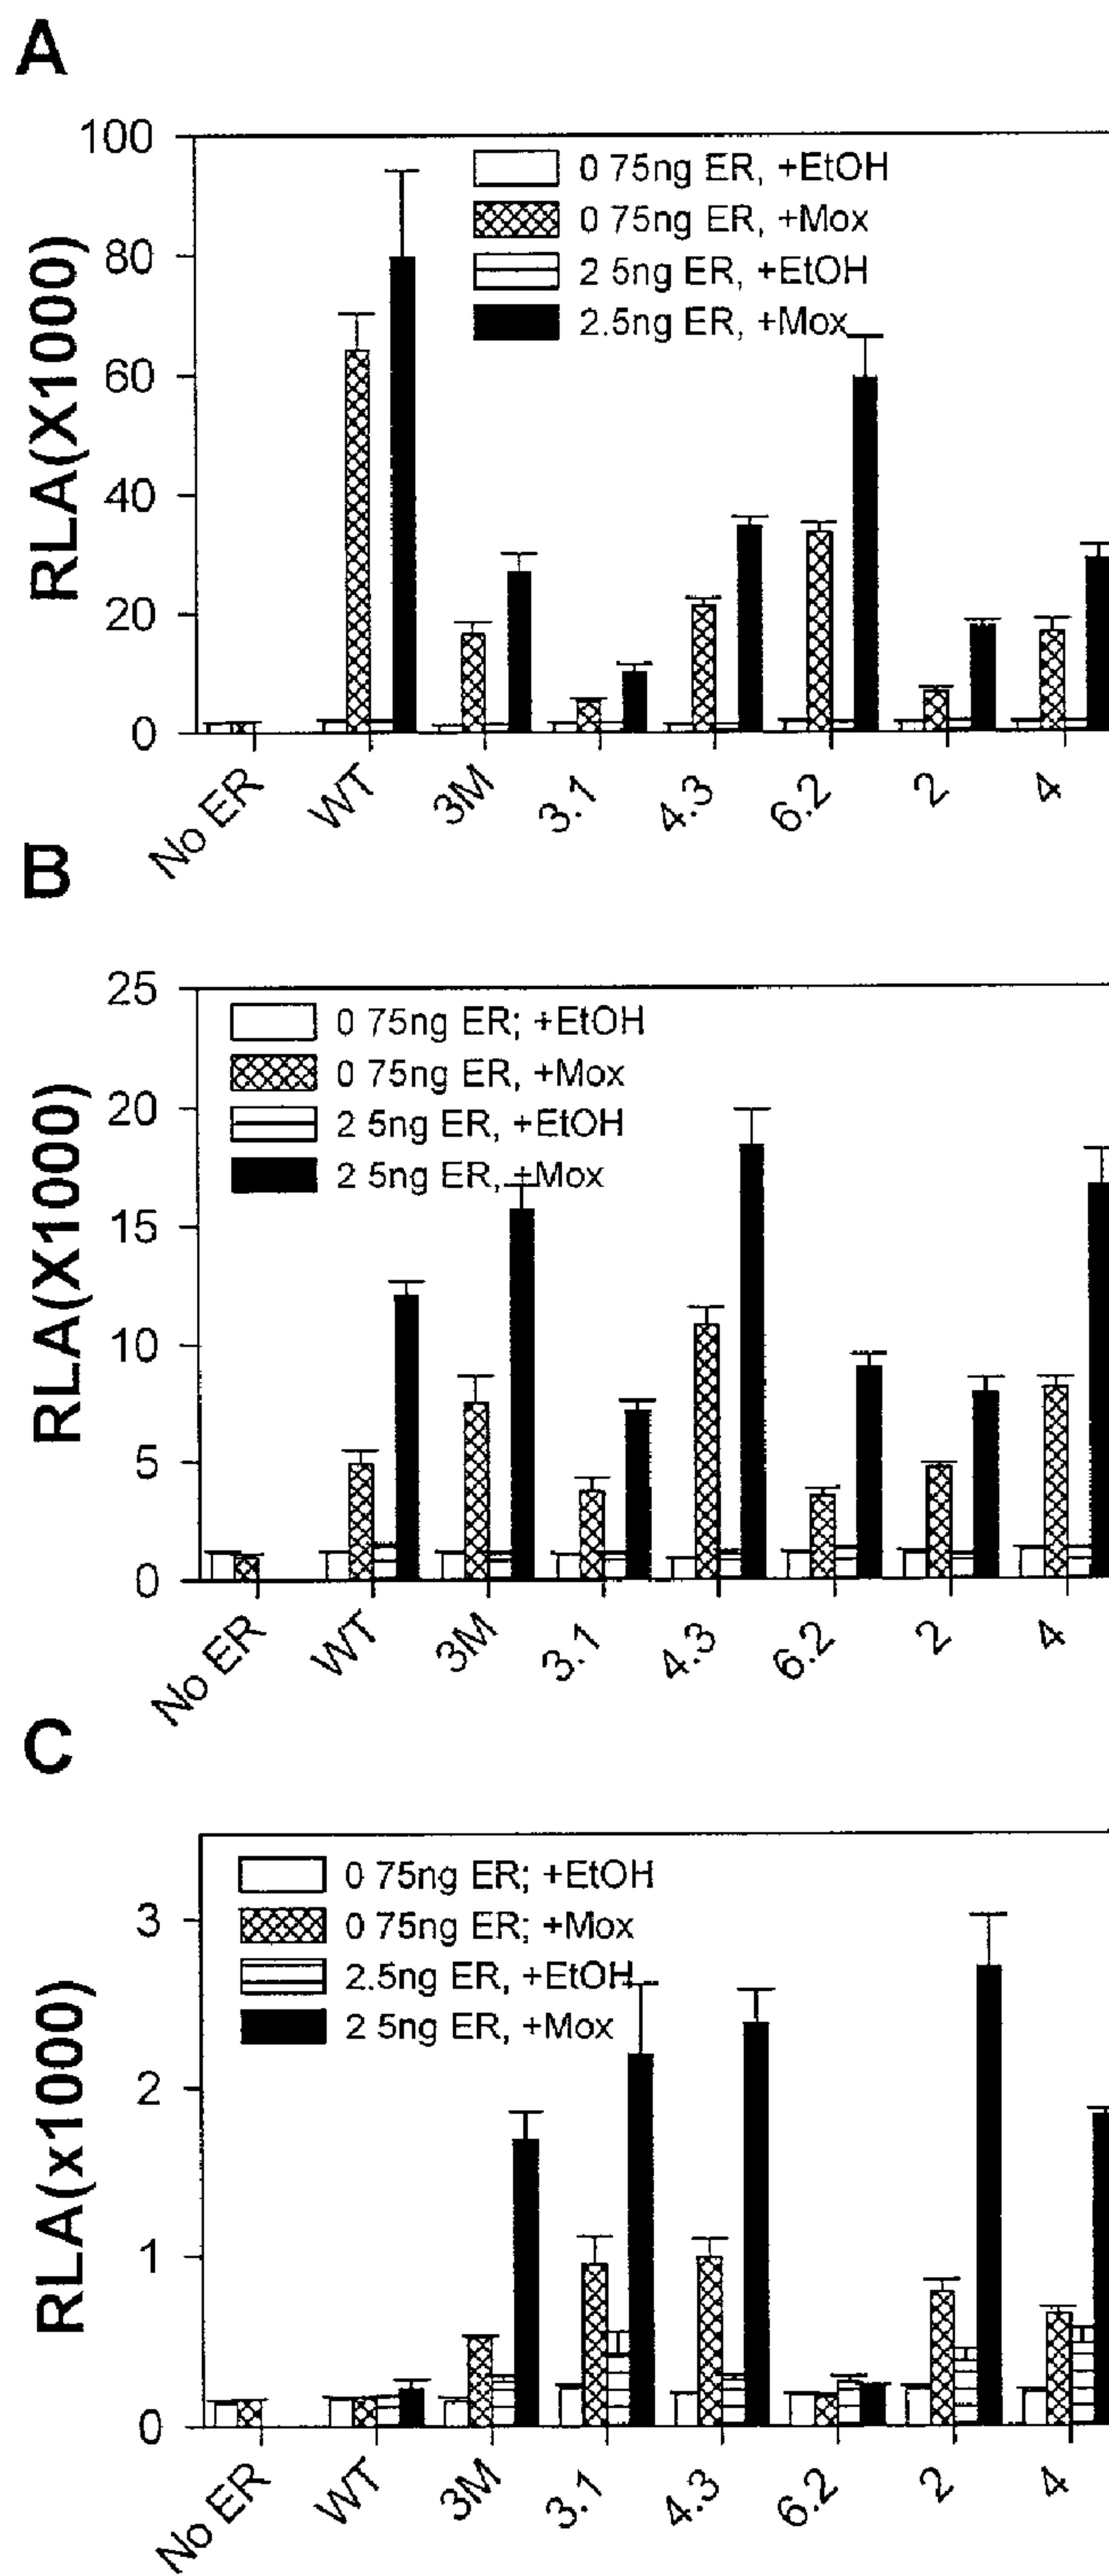 A
RLA(X1000)
100
80
60
40
20
0
0 75ng ER, +EtOH
0 75ng ER, +Mox
2 5ng ER, +EtOH
2.5ng ER, +Mox
No ER WT 3M 3.1 4.3 6.2 2 4
B
RLA(X1000)
25
20
15
10
5
0
0 75ng ER; +EtOH
0 75ng ER, +Mox
2 5ng ER, +EtOH
2 5ng ER, +Mox
No ER WT 3M 3.1 4.3 6.2 2 4
C
RLA(x1000)
3
2
1
0
0 75ng ER; +EtOH
0 75ng ER; +Mox
2.5ng ER, +EtOH
2 5ng ER, +Mox
No ER WT 3M 3.1 4.3 6.2 2 4